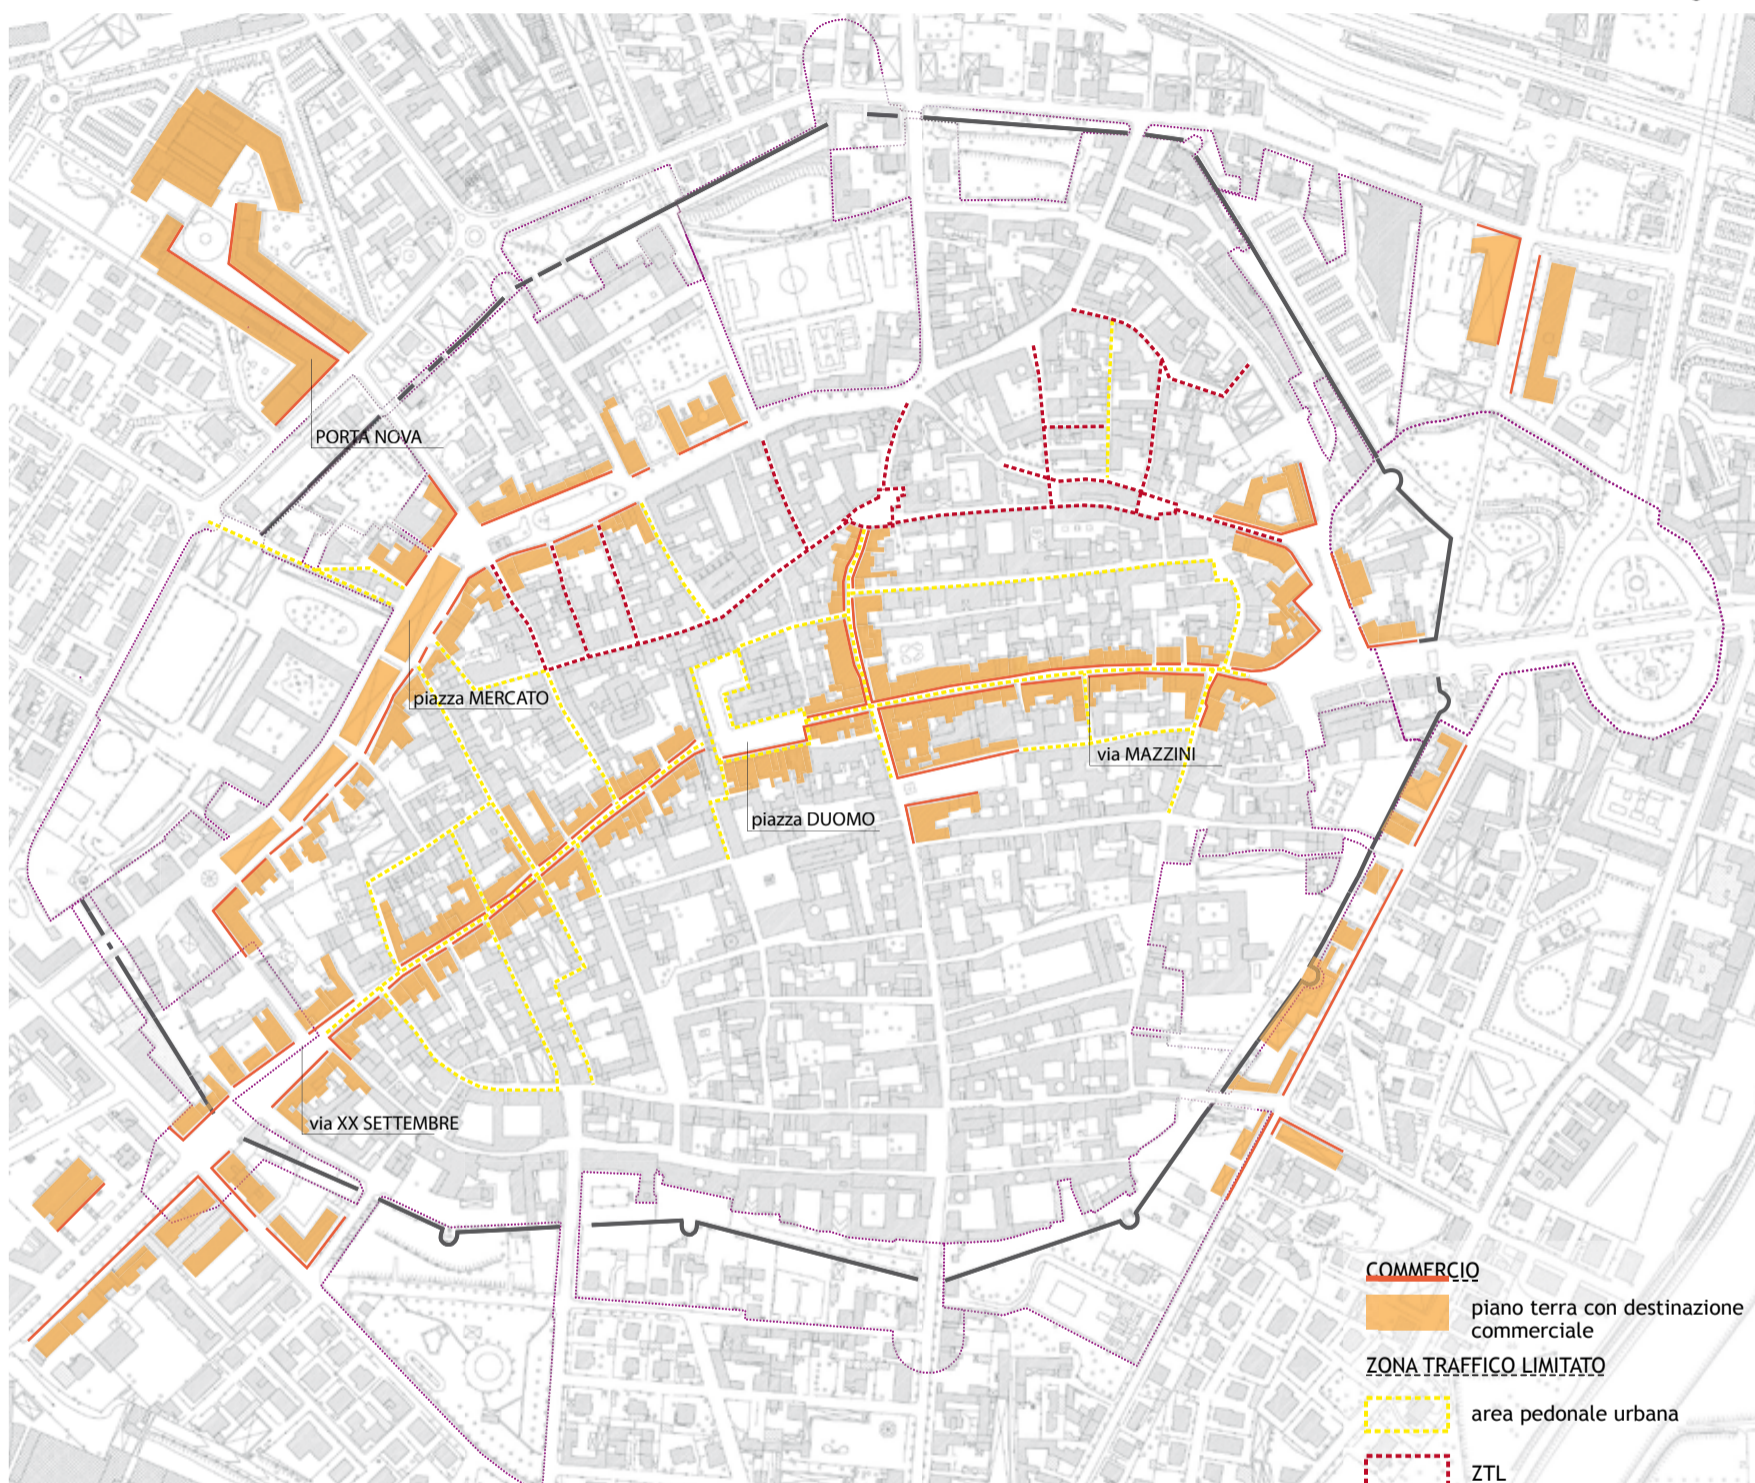 PORTA NOVA
piazza MERCATO
via MAZZINI
piazza DUOMO
via XX SETTEMBRE
COMMERCIO
piano terra con destinazione
commerciale
ZONA TRAFFICO LIMITATO
area pedonale urbana
ZTL